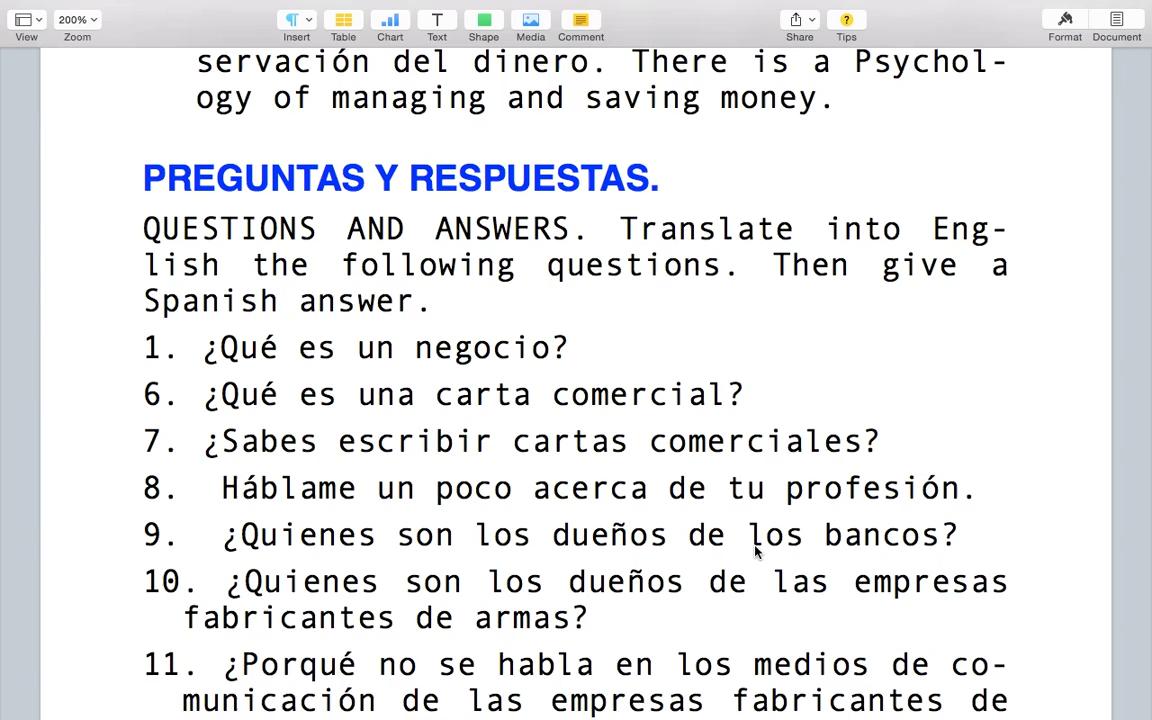 200%
View
Zoom
Insert
Table
Chart
Text
Shape
Media
Comment
Share
Tips
Format
Document
servación del dinero. There is a Psychol-
ogy of managing and saving money.
PREGUNTAS Y RESPUESTAS.
QUESTIONS AND ANSWERS. Translate into Eng-
lish the following questions. Then give a
Spanish answer.
1. ¿Qué es un negocio?
6. ¿Qué es una carta comercial?
7. ¿Sabes escribir cartas comerciales?
8. Háblame un poco acerca de tu profesión.
9. ¿Quienes son los dueños de los bancos?
10. ¿Quienes son los dueños de las empresas
fabricantes de armas?
11. ¿Porqué no se habla en los medios de co-
municación de las empresas fabricantes de